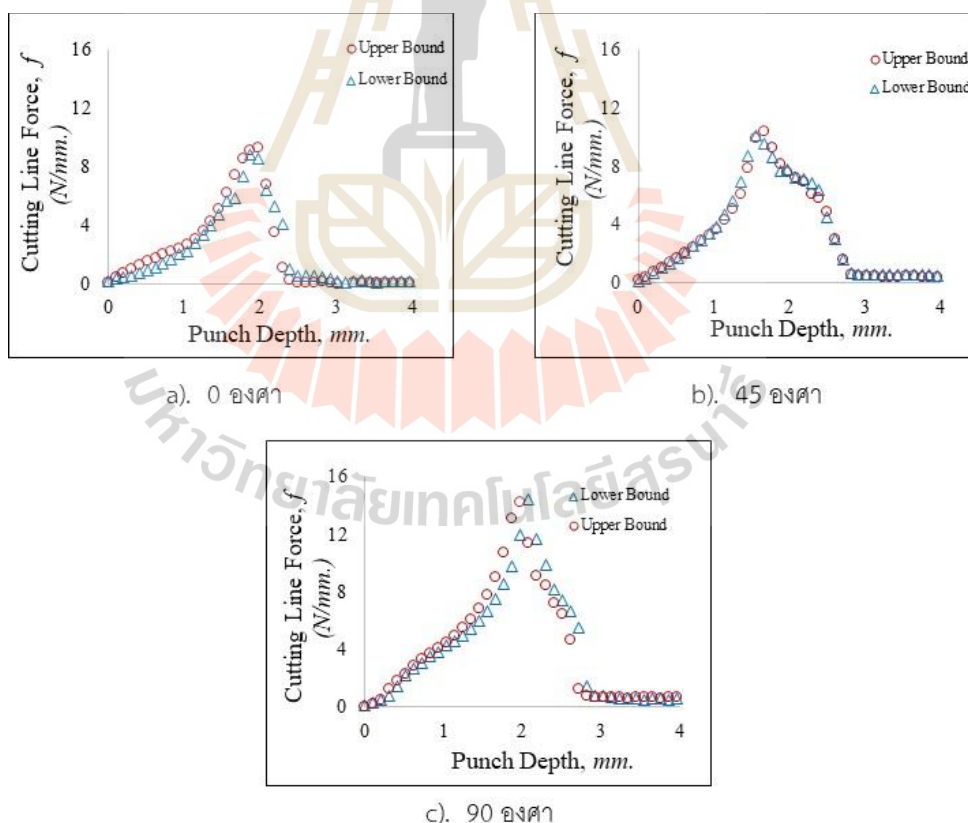 16
12
8
4
0
Cutting Line Force, f
(N/mm.)
Upper Bound
Lower Bound
0 1 2 3 4
Punch Depth, mm.
a). 0 องศา
16
12
8
4
0
Cutting Line Force, f
(N/mm.)
Upper Bound
Lower Bound
0 1 2 3 4
Punch Depth, mm.
b). 45 องศา
16
12
8
4
0
Cutting Line Force, f
(N/mm.)
Lower Bound
Upper Bound
0 1 2 3 4
Punch Depth, mm.
c). 90 องศา
มหาวิทยาลัยเทคโนโลยีสุรนารี